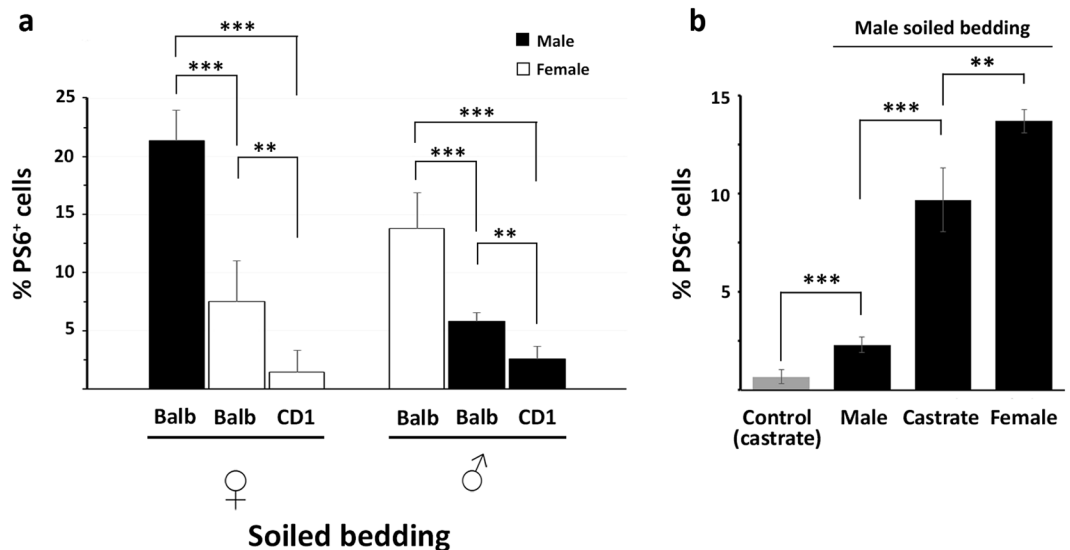 a
***
***
**
Male
Female
***
***
**
% PS6+ cells
25
20
15
10
5
Balb Balb CD1 Balb Balb CD1
♀ ♂
Soiled bedding
b
Male soiled bedding
**
***
***
% PS6+ cells
15
10
5
Control
(castrate)
Male Castrate Female